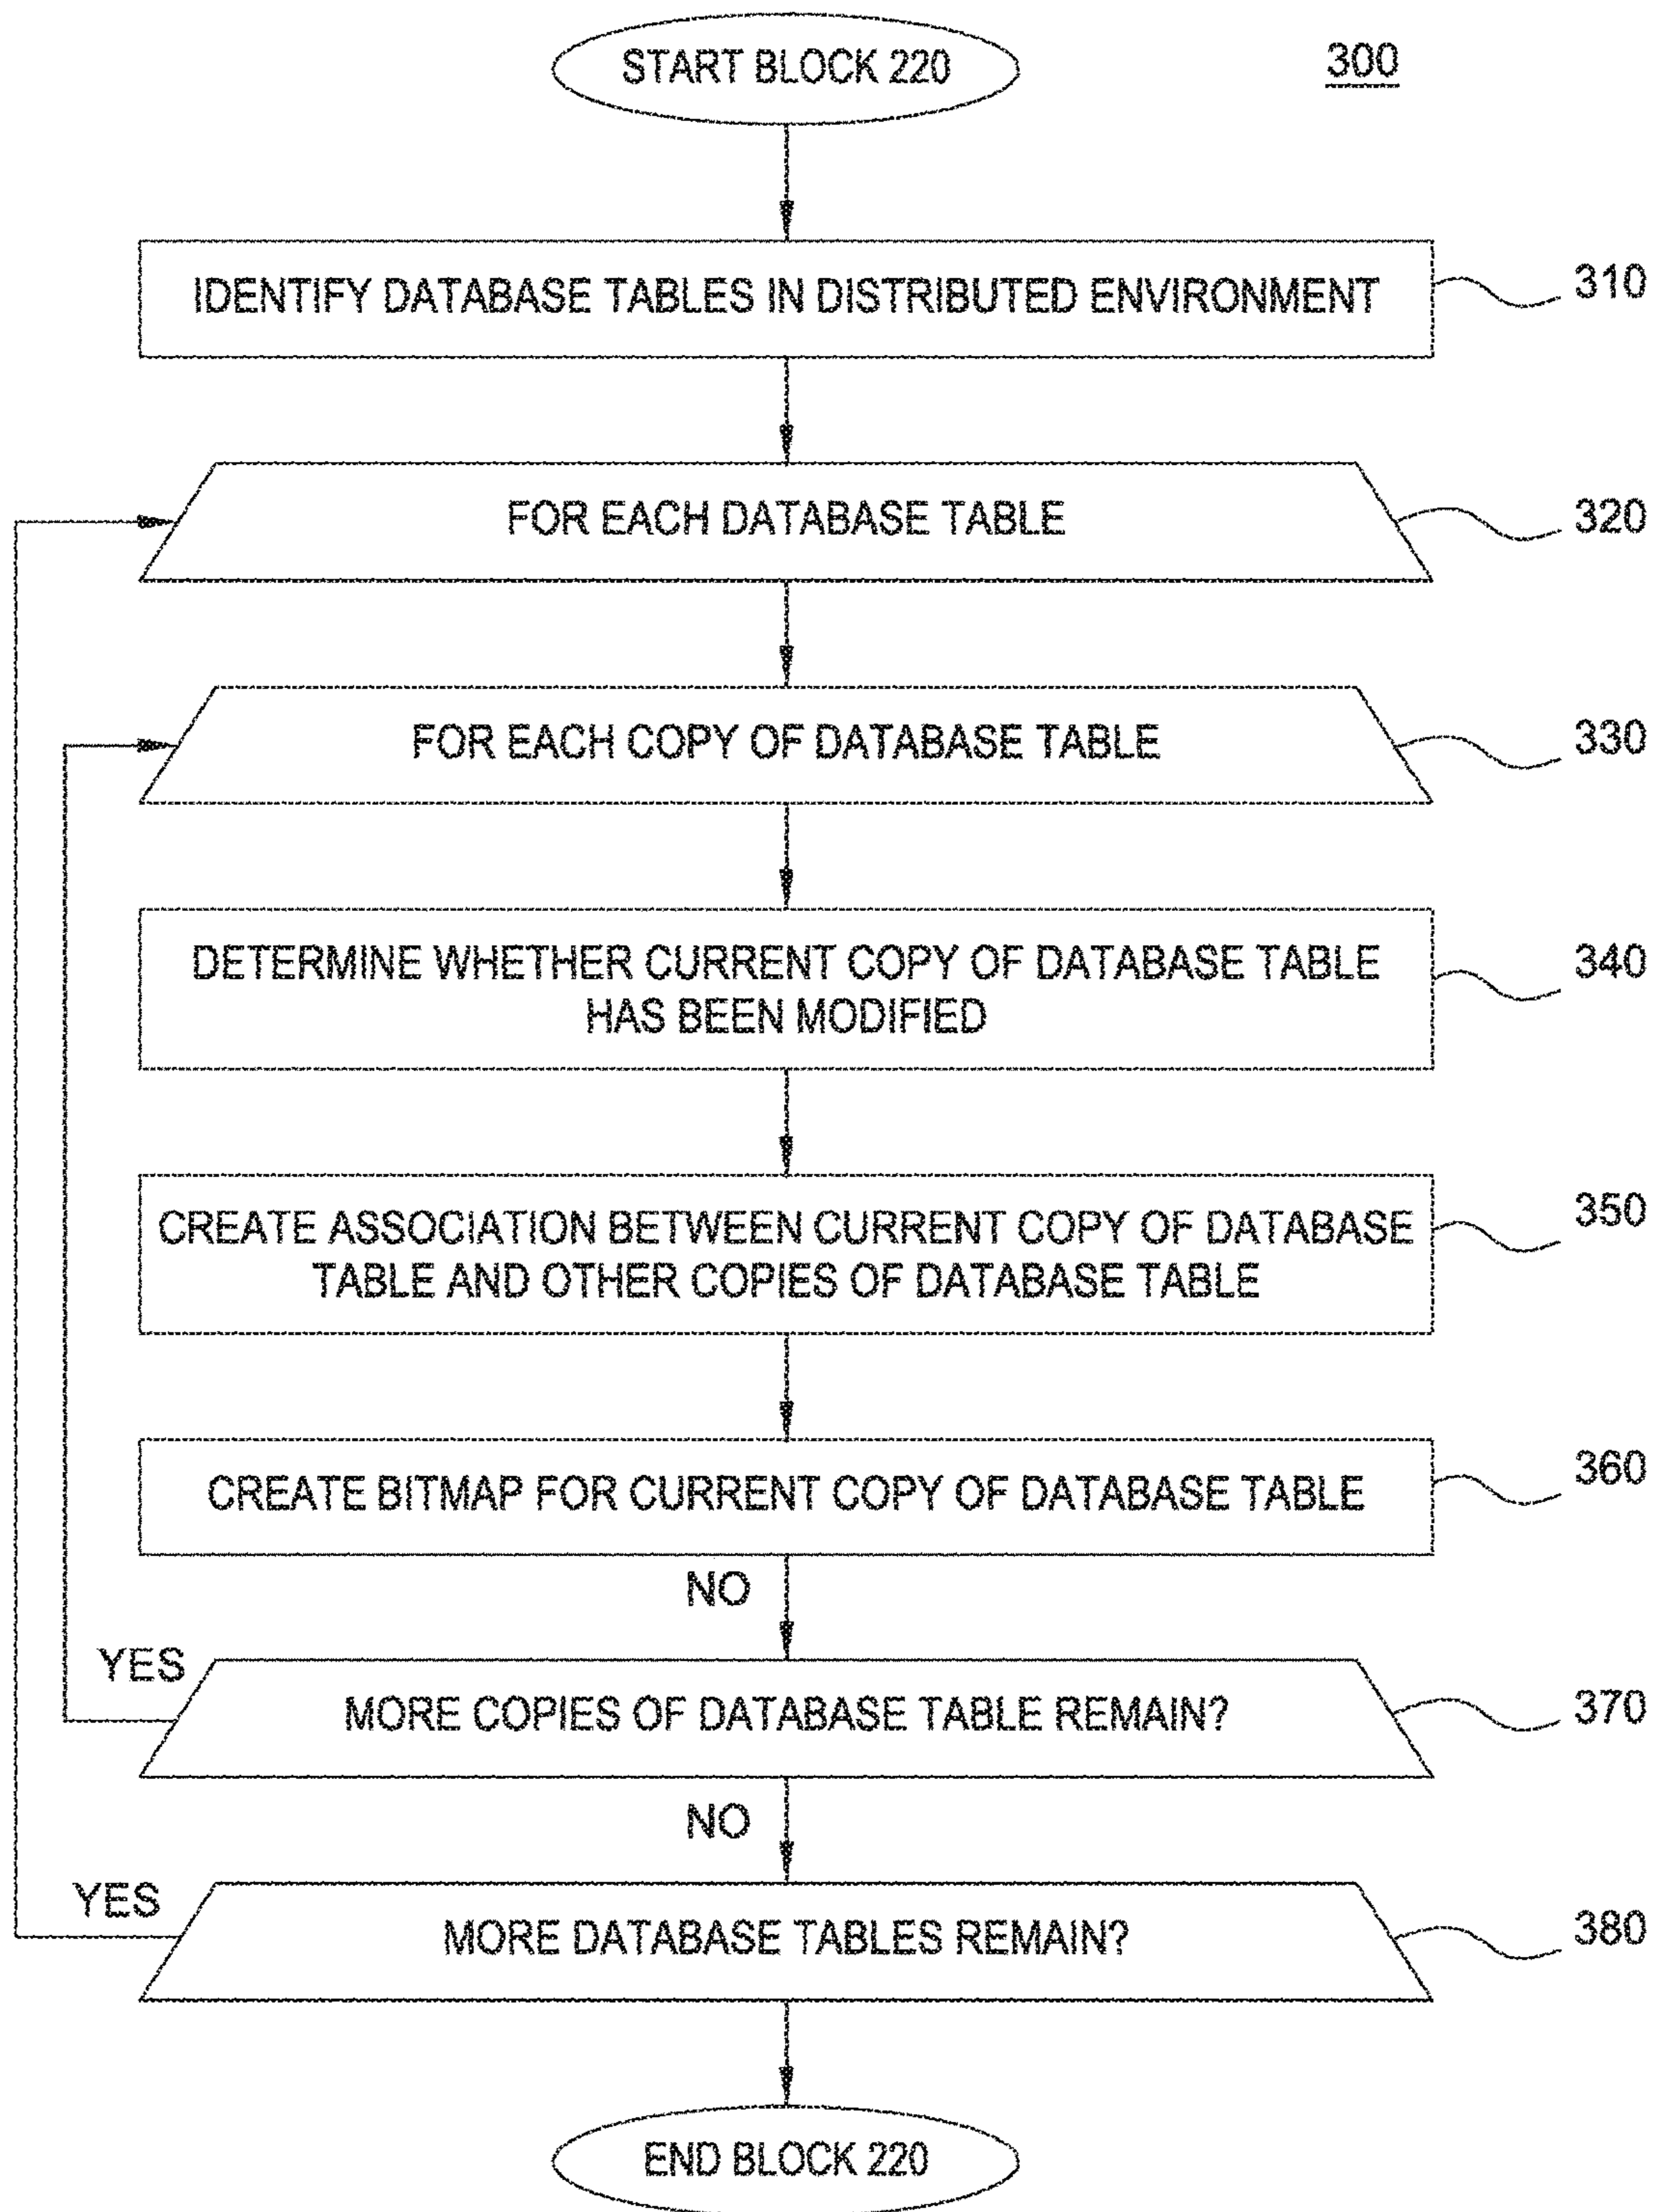 START BLOCK 220
300
IDENTIFY DATABASE TABLES IN DISTRIBUTED ENVIRONMENT
310
FOR EACH DATABASE TABLE
320
FOR EACH COPY OF DATABASE TABLE
330
DETERMINE WHETHER CURRENT COPY OF DATABASE TABLE
HAS BEEN MODIFIED
340
CREATE ASSOCIATION BETWEEN CURRENT COPY OF DATABASE
TABLE AND OTHER COPIES OF DATABASE TABLE
350
CREATE BITMAP FOR CURRENT COPY OF DATABASE TABLE
360
NO
YES
MORE COPIES OF DATABASE TABLE REMAIN?
370
NO
YES
MORE DATABASE TABLES REMAIN?
380
END BLOCK 220